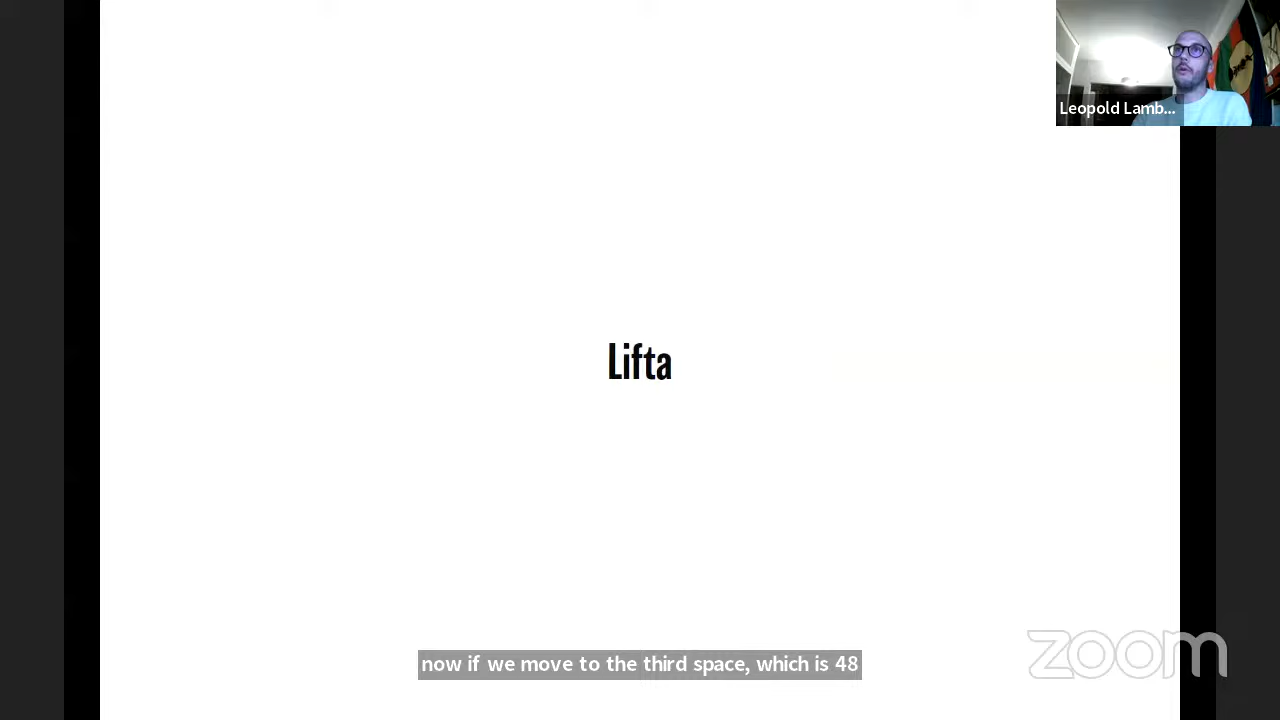 Leopold Lamb...
Lifta
now if we move to the third space, which is 48
zoom